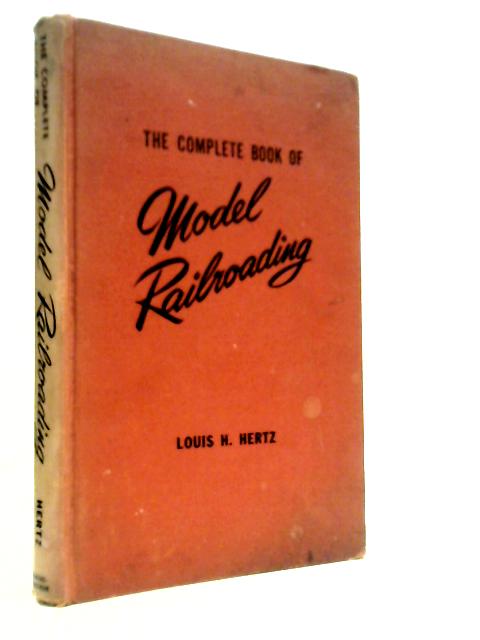 THE COMPLETE BOOK OF
Model
Railroading
LOUIS H. HERTZ
THE COMPLETE
Model Railroading
HERTZ